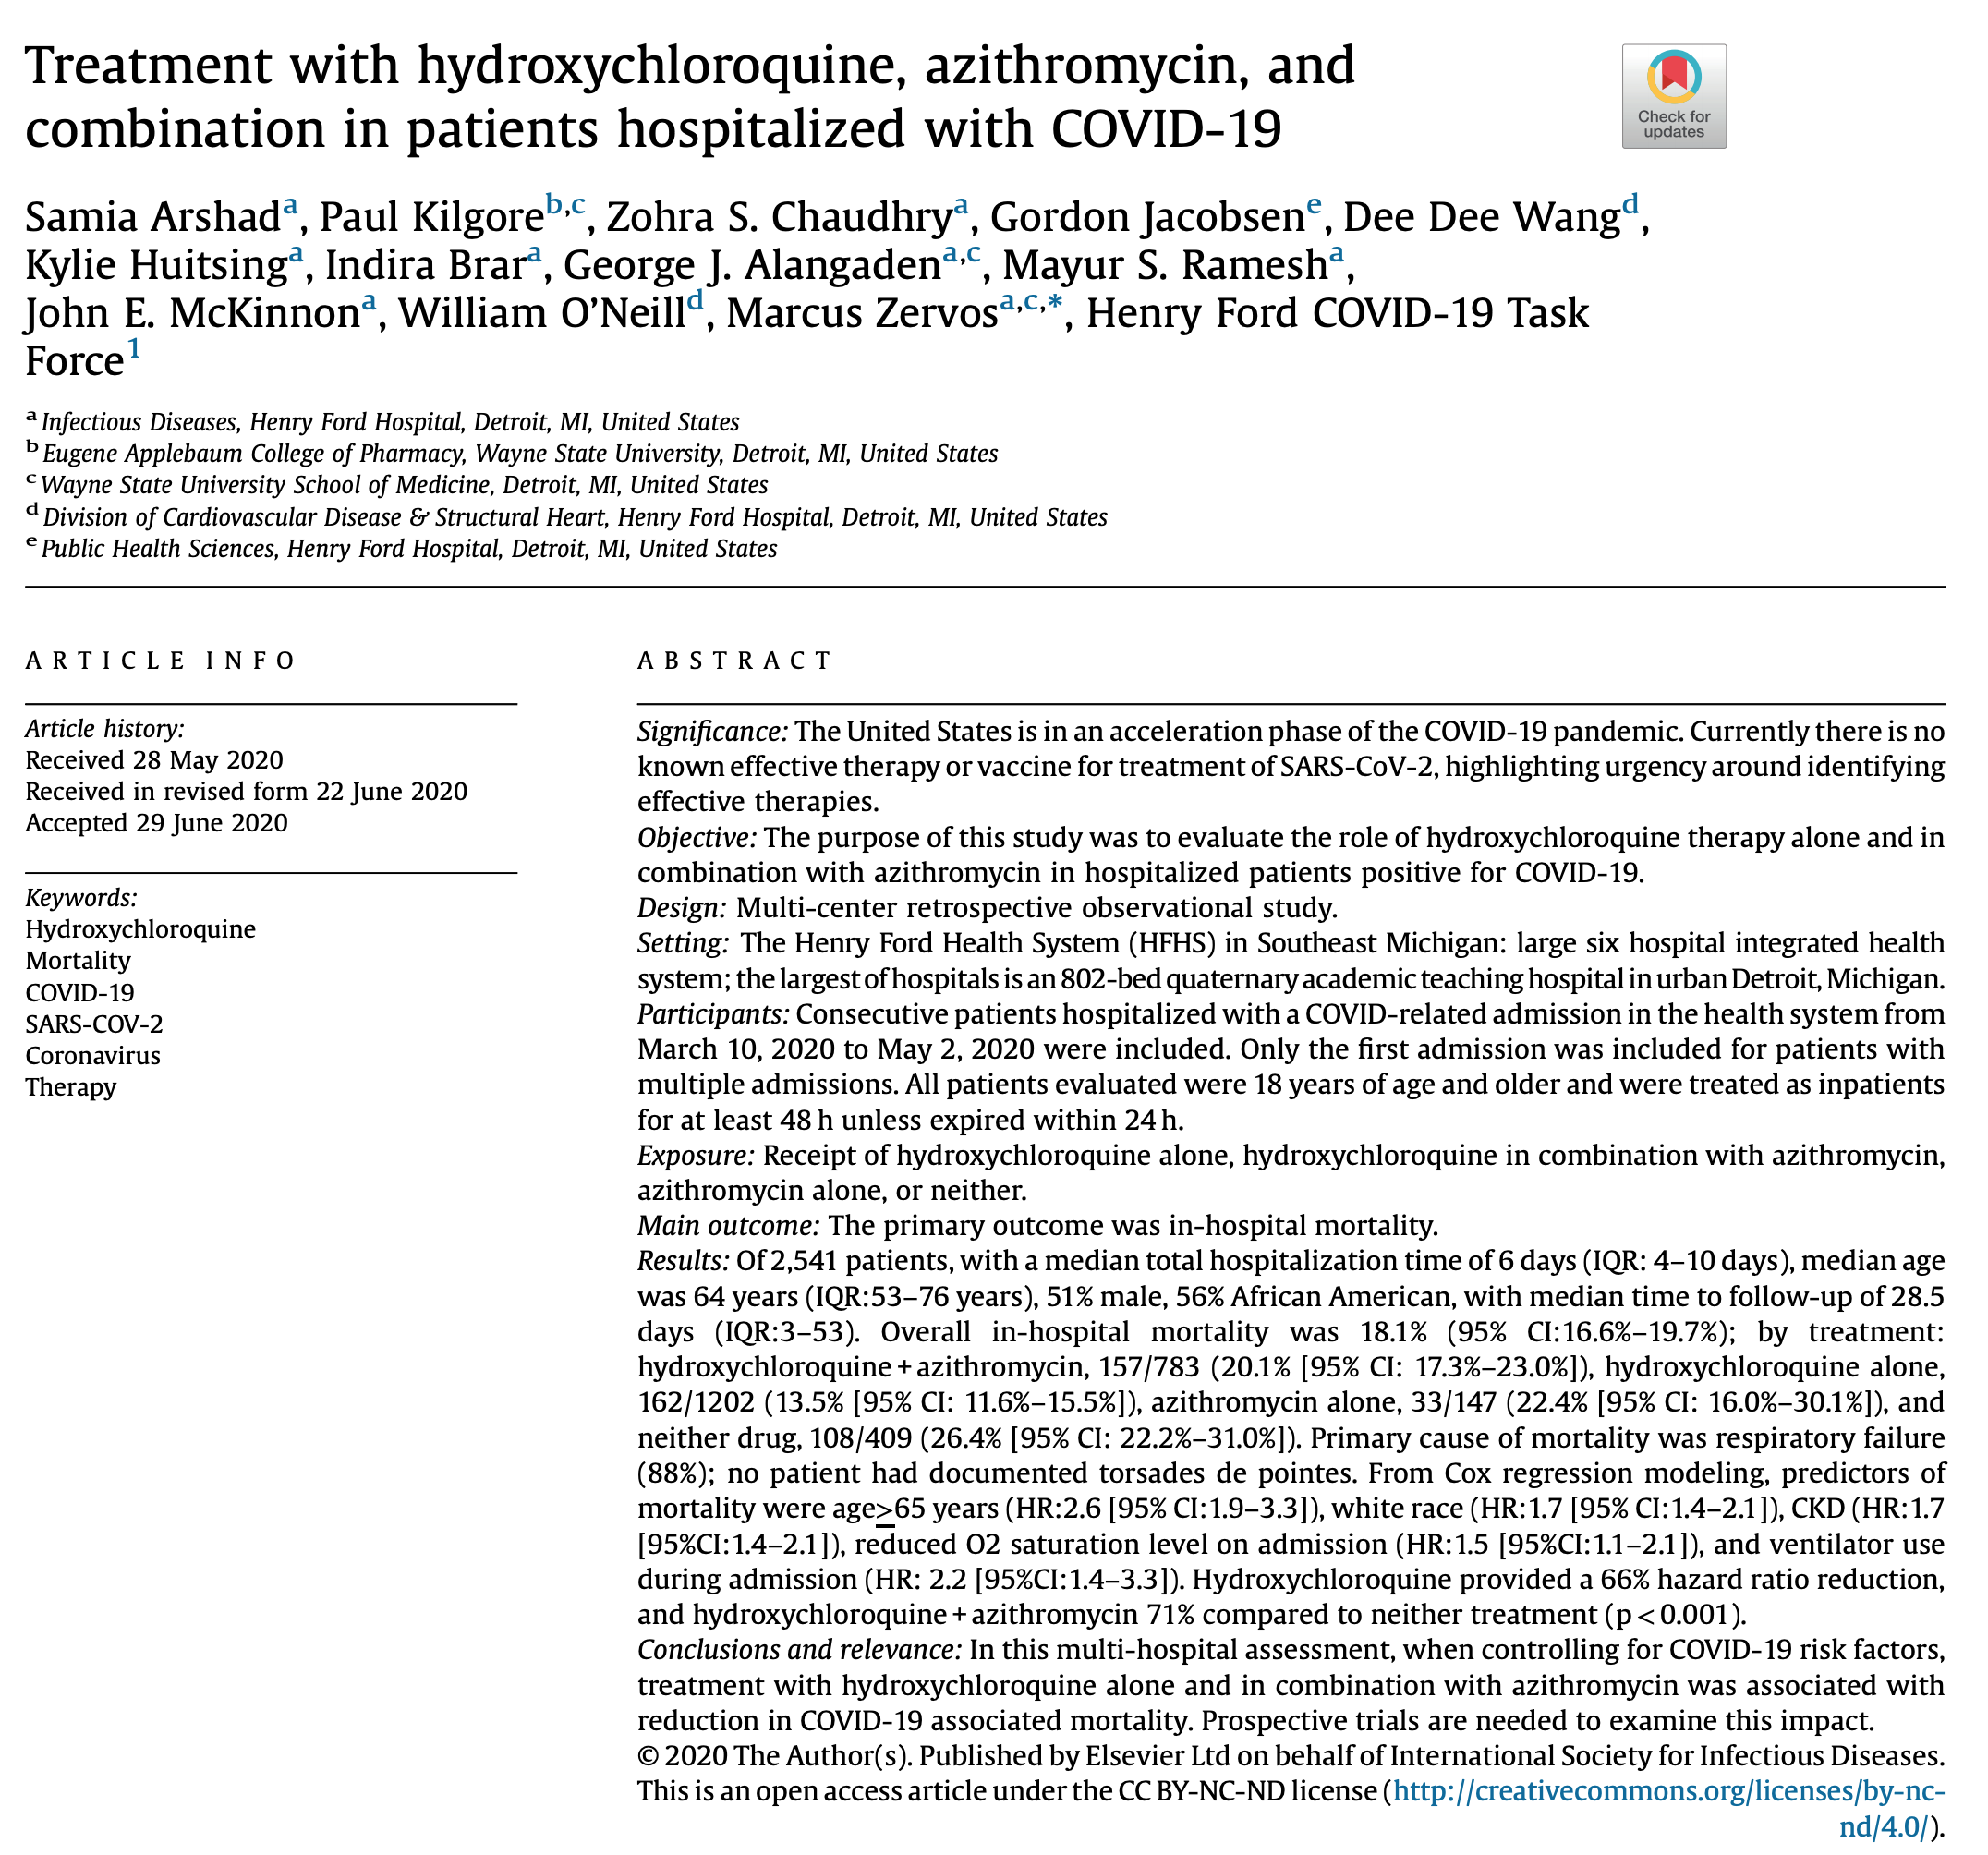 Treatment with hydroxychloroquine, azithromycin, and
combination in patients hospitalized with COVID-19
Check for
updates
Samia Arshad a, Paul Kilgore b,c, Zohra S. Chaudhry a, Gordon Jacobsen e, Dee Dee Wang d,
Kylie Huitsing a, Indira Brar a, George J. Alangaden a,c, Mayur S. Ramesh a,
John E. McKinnon a, William O'Neill d, Marcus Zervos a,c,*, Henry Ford COVID-19 Task
Force 1
a Infectious Diseases, Henry Ford Hospital, Detroit, MI, United States
b Eugene Applebaum College of Pharmacy, Wayne State University, Detroit, MI, United States
c Wayne State University School of Medicine, Detroit, MI, United States
d Division of Cardiovascular Disease & Structural Heart, Henry Ford Hospital, Detroit, MI, United States
e Public Health Sciences, Henry Ford Hospital, Detroit, MI, United States
ARTICLE INFO
Article history:
Received 28 May 2020
Received in revised form 22 June 2020
Accepted 29 June 2020
Keywords:
Hydroxychloroquine
Mortality
COVID-19
SARS-COV-2
Coronavirus
Therapy
ABSTRACT
Significance: The United States is in an acceleration phase of the COVID-19 pandemic. Currently there is no
known effective therapy or vaccine for treatment of SARS-CoV-2, highlighting urgency around identifying
effective therapies.
Objective: The purpose of this study was to evaluate the role of hydroxychloroquine therapy alone and in
combination with azithromycin in hospitalized patients positive for COVID-19.
Design: Multi-center retrospective observational study.
Setting: The Henry Ford Health System (HFHS) in Southeast Michigan: large six hospital integrated health
system; the largest of hospitals is an 802-bed quaternary academic teaching hospital in urban Detroit, Michigan.
Participants: Consecutive patients hospitalized with a COVID-related admission in the health system from
March 10, 2020 to May 2, 2020 were included. Only the first admission was included for patients with
multiple admissions. All patients evaluated were 18 years of age and older and were treated as inpatients
for at least 48 h unless expired within 24 h.
Exposure: Receipt of hydroxychloroquine alone, hydroxychloroquine in combination with azithromycin,
azithromycin alone, or neither.
Main outcome: The primary outcome was in-hospital mortality.
Results: Of 2,541 patients, with a median total hospitalization time of 6 days (IQR: 4–10 days), median age
was 64 years (IQR:53–76 years), 51% male, 56% African American, with median time to follow-up of 28.5
days (IQR:3–53). Overall in-hospital mortality was 18.1% (95% CI:16.6%–19.7%); by treatment:
hydroxychloroquine + azithromycin, 157/783 (20.1% [95% CI: 17.3%–23.0%]), hydroxychloroquine alone,
162/1202 (13.5% [95% CI: 11.6%–15.5%]), azithromycin alone, 33/147 (22.4% [95% CI: 16.0%–30.1%]), and
neither drug, 108/409 (26.4% [95% CI: 22.2%–31.0%]). Primary cause of mortality was respiratory failure
(88%); no patient had documented torsades de pointes. From Cox regression modeling, predictors of
mortality were age≥65 years (HR:2.6 [95% CI:1.9–3.3]), white race (HR:1.7 [95% CI:1.4–2.1]), CKD (HR:1.7
[95%CI:1.4–2.1]), reduced O2 saturation level on admission (HR:1.5 [95%CI:1.1–2.1]), and ventilator use
during admission (HR: 2.2 [95%CI:1.4–3.3]). Hydroxychloroquine provided a 66% hazard ratio reduction,
and hydroxychloroquine + azithromycin 71% compared to neither treatment (p < 0.001).
Conclusions and relevance: In this multi-hospital assessment, when controlling for COVID-19 risk factors,
treatment with hydroxychloroquine alone and in combination with azithromycin was associated with
reduction in COVID-19 associated mortality. Prospective trials are needed to examine this impact.
© 2020 The Author(s). Published by Elsevier Ltd on behalf of International Society for Infectious Diseases.
This is an open access article under the CC BY-NC-ND license (http://creativecommons.org/licenses/by-nc-
nd/4.0/).